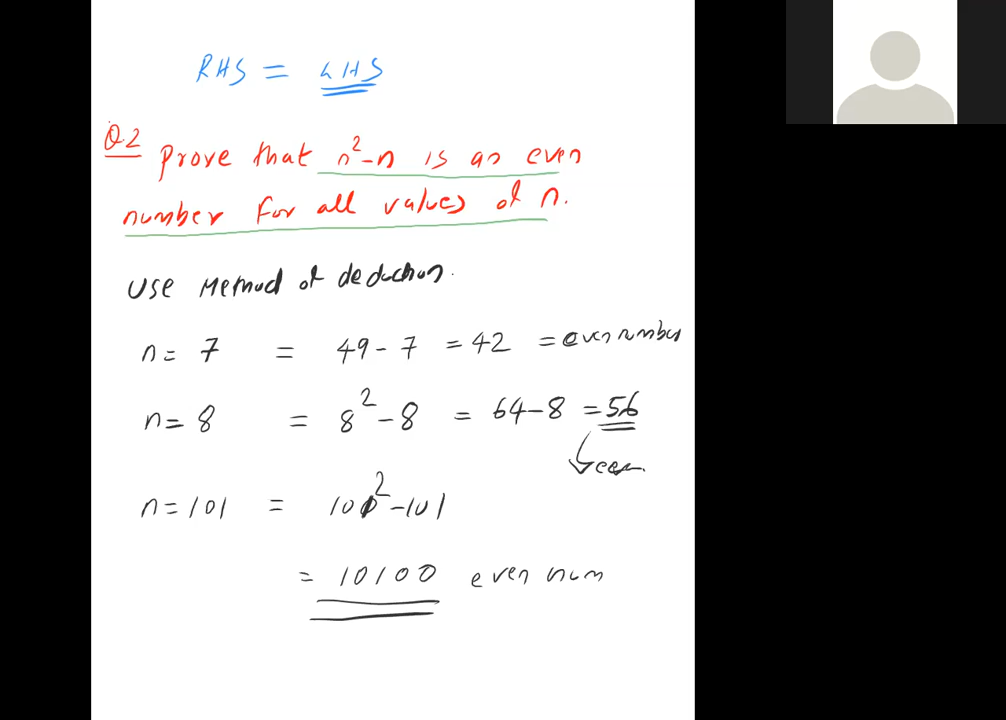 RHS = LHS
Q.2 Prove that n²-n is an even
number for all values of n.
Use Method of deduction.
n = 7 = 49 - 7 = 42 = even number
n = 8 = 8² - 8 = 64 - 8 = 56
even
n = 101 = 101² - 101
= 10100 even num